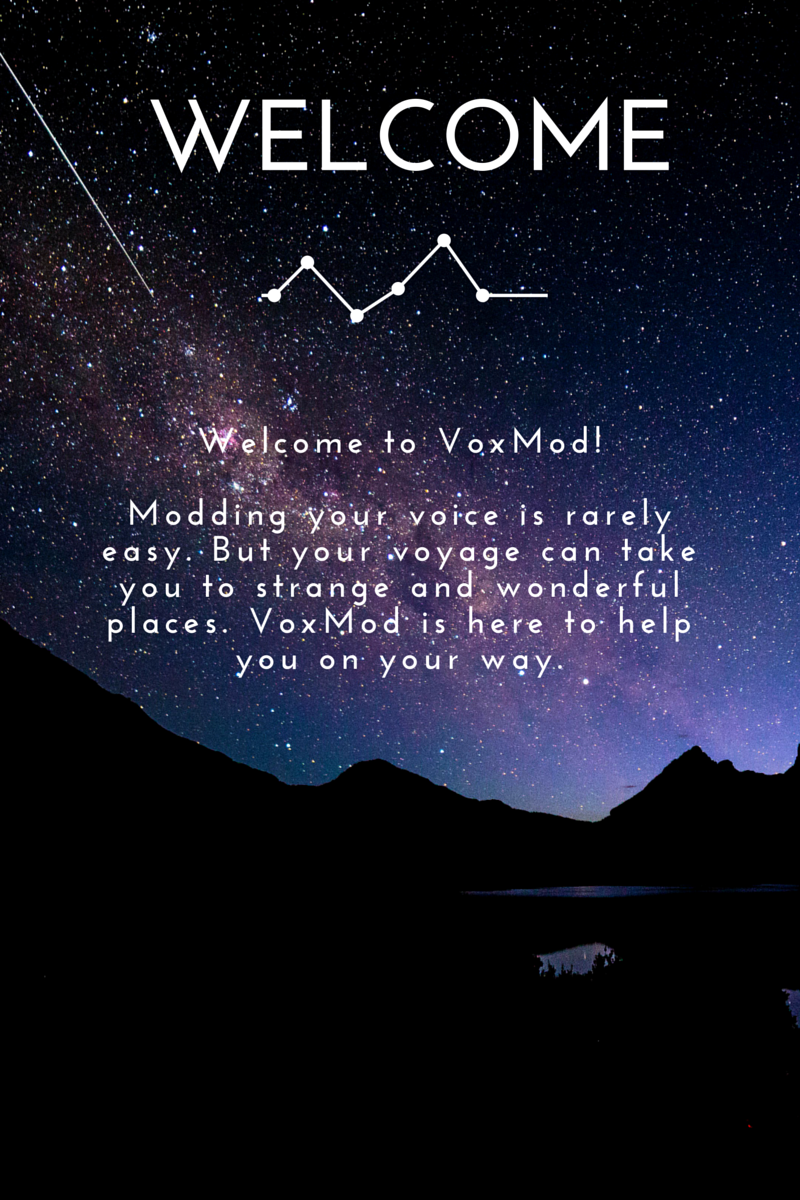 WELCOME
Welcome to VoxMod!
Modding your voice is rarely
easy. But your voyage can take
you to strange and wonderful
places. VoxMod is here to help
you on your way.